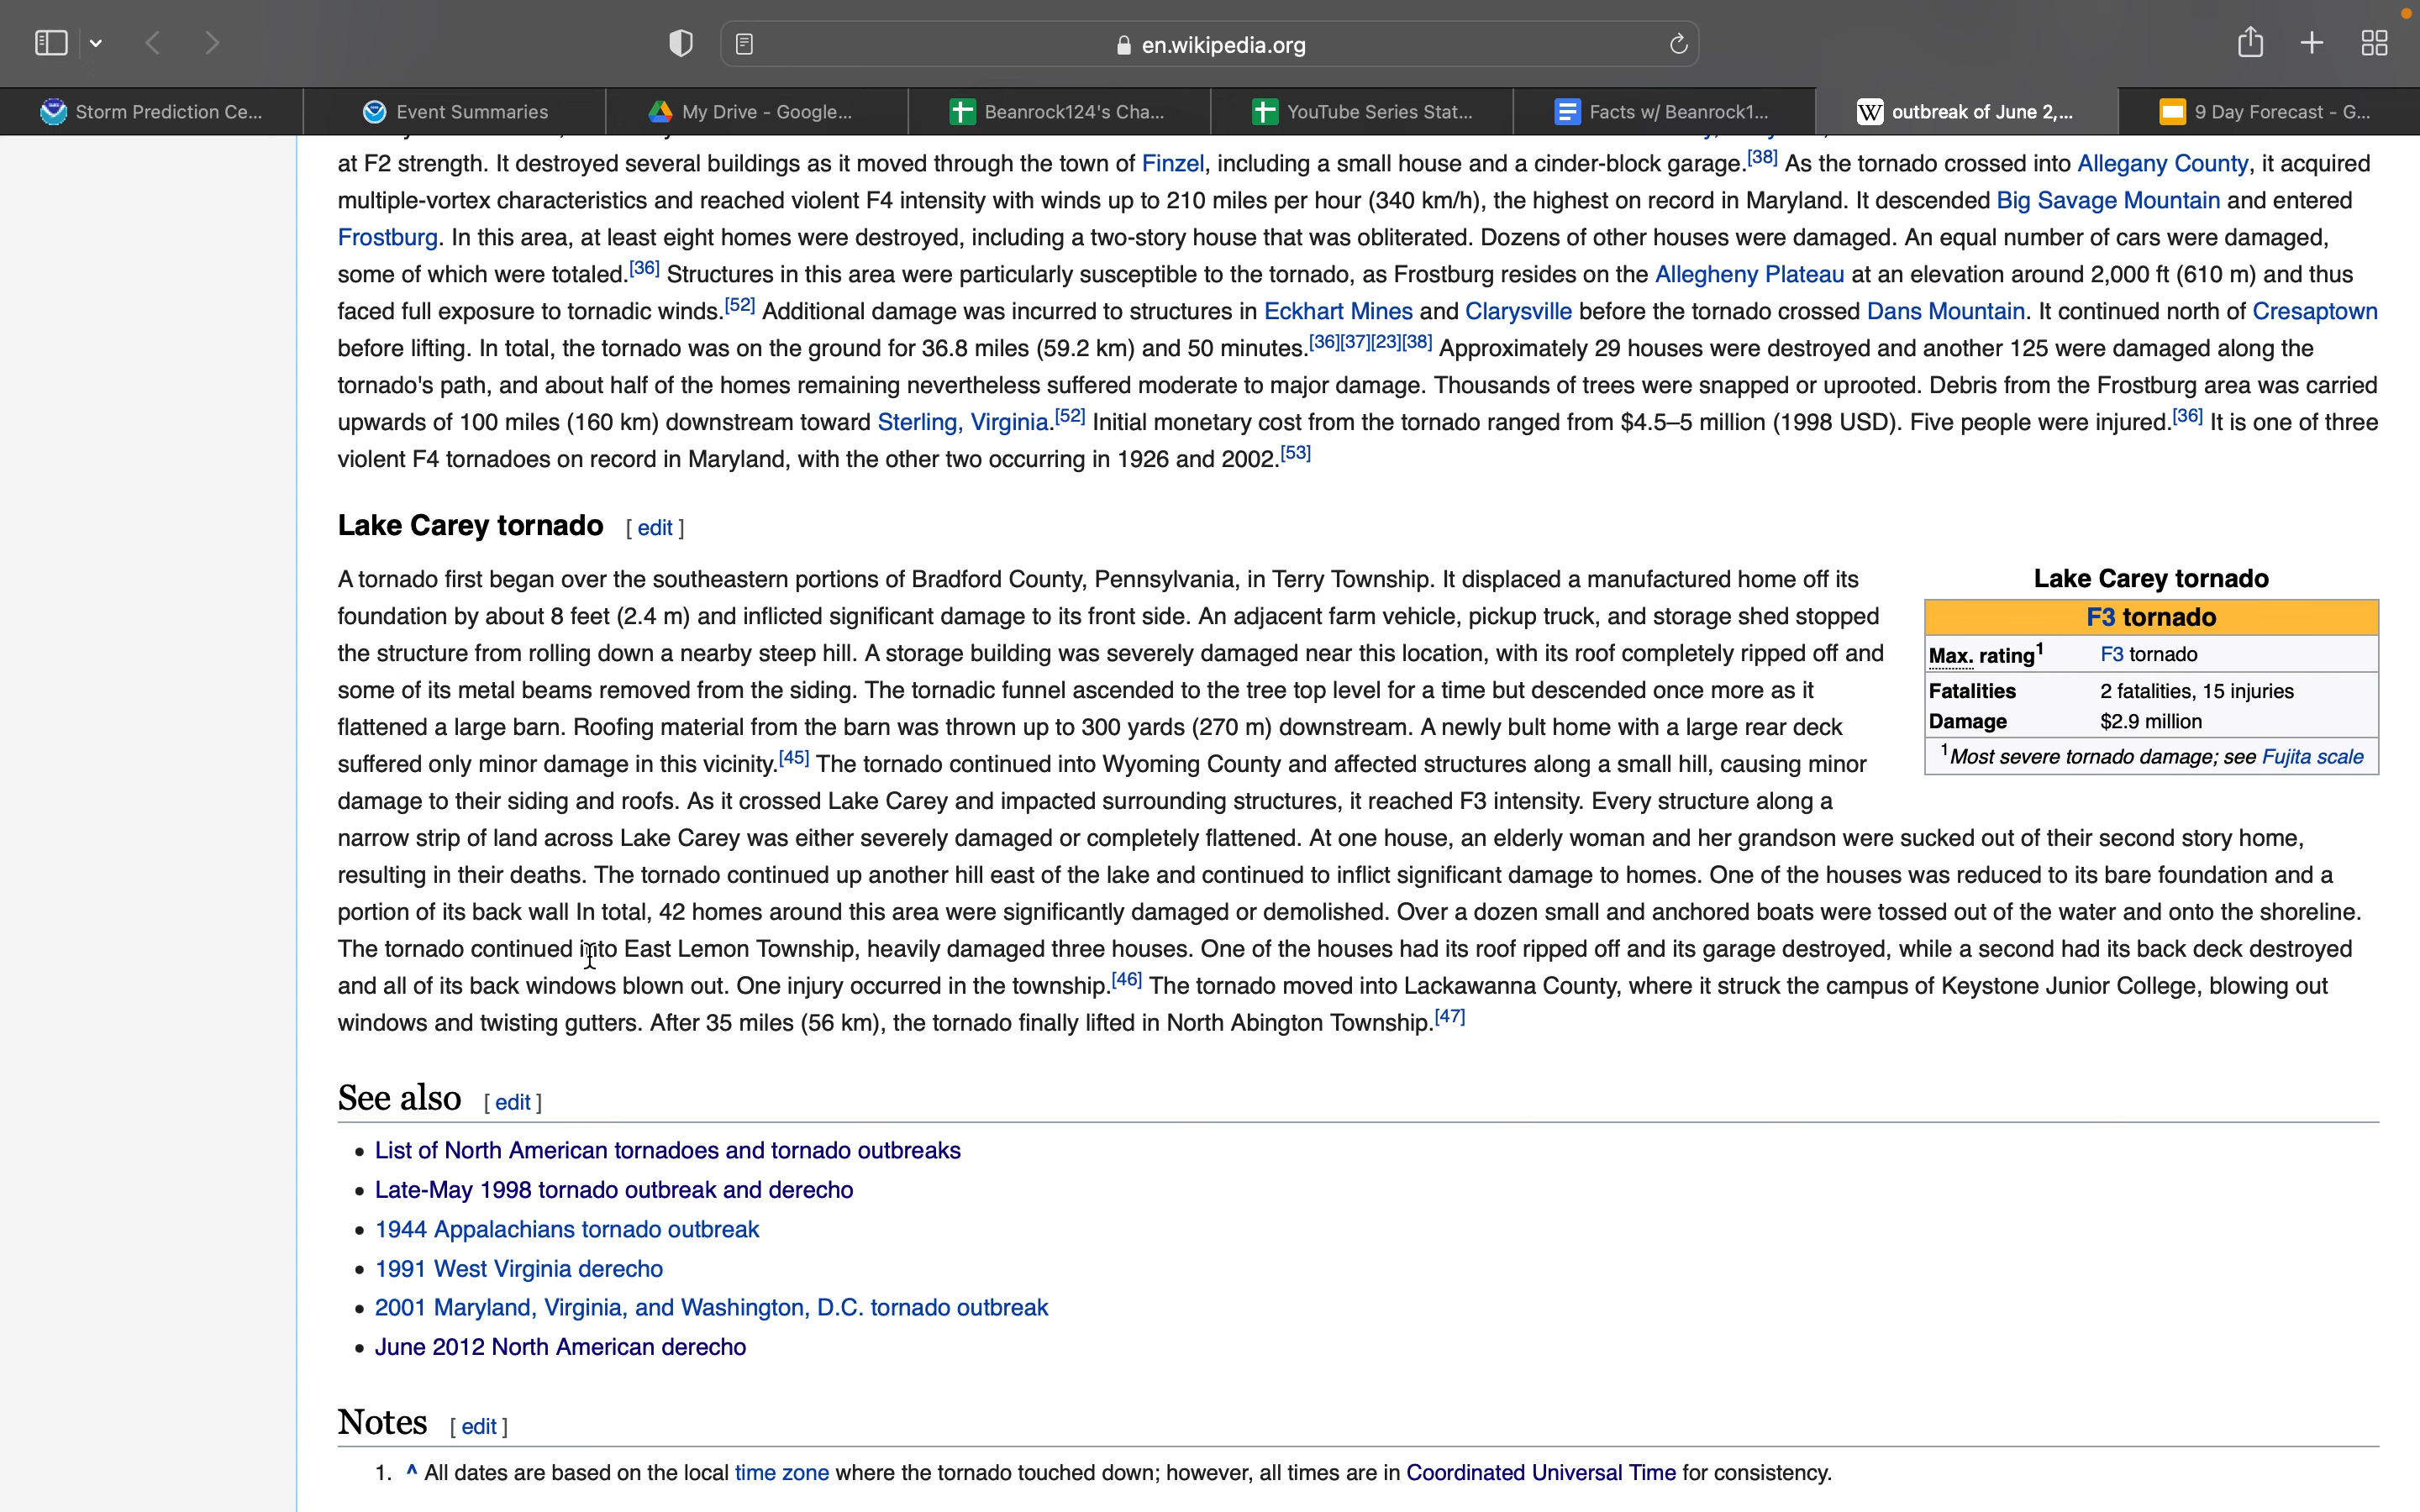 en.wikipedia.org
Storm Prediction Ce...
Event Summaries
My Drive - Google...
Beanrock124's Cha...
YouTube Series Stat...
Facts w/ Beanrock1...
W outbreak of June 2,...
9 Day Forecast - G...
at F2 strength. It destroyed several buildings as it moved through the town of Finzel, including a small house and a cinder-block garage.[38] As the tornado crossed into Allegany County, it acquired
multiple-vortex characteristics and reached violent F4 intensity with winds up to 210 miles per hour (340 km/h), the highest on record in Maryland. It descended Big Savage Mountain and entered
Frostburg. In this area, at least eight homes were destroyed, including a two-story house that was obliterated. Dozens of other houses were damaged. An equal number of cars were damaged,
some of which were totaled.[36] Structures in this area were particularly susceptible to the tornado, as Frostburg resides on the Allegheny Plateau at an elevation around 2,000 ft (610 m) and thus
faced full exposure to tornadic winds.[52] Additional damage was incurred to structures in Eckhart Mines and Clarysville before the tornado crossed Dans Mountain. It continued north of Cresaptown
before lifting. In total, the tornado was on the ground for 36.8 miles (59.2 km) and 50 minutes.[36][37][23][38] Approximately 29 houses were destroyed and another 125 were damaged along the
tornado's path, and about half of the homes remaining nevertheless suffered moderate to major damage. Thousands of trees were snapped or uprooted. Debris from the Frostburg area was carried
upwards of 100 miles (160 km) downstream toward Sterling, Virginia.[52] Initial monetary cost from the tornado ranged from $4.5–5 million (1998 USD). Five people were injured.[36] It is one of three
violent F4 tornadoes on record in Maryland, with the other two occurring in 1926 and 2002.[53]
Lake Carey tornado [ edit ]
A tornado first began over the southeastern portions of Bradford County, Pennsylvania, in Terry Township. It displaced a manufactured home off its
foundation by about 8 feet (2.4 m) and inflicted significant damage to its front side. An adjacent farm vehicle, pickup truck, and storage shed stopped
the structure from rolling down a nearby steep hill. A storage building was severely damaged near this location, with its roof completely ripped off and
some of its metal beams removed from the siding. The tornadic funnel ascended to the tree top level for a time but descended once more as it
flattened a large barn. Roofing material from the barn was thrown up to 300 yards (270 m) downstream. A newly bult home with a large rear deck
suffered only minor damage in this vicinity.[45] The tornado continued into Wyoming County and affected structures along a small hill, causing minor
damage to their siding and roofs. As it crossed Lake Carey and impacted surrounding structures, it reached F3 intensity. Every structure along a
narrow strip of land across Lake Carey was either severely damaged or completely flattened. At one house, an elderly woman and her grandson were sucked out of their second story home,
resulting in their deaths. The tornado continued up another hill east of the lake and continued to inflict significant damage to homes. One of the houses was reduced to its bare foundation and a
portion of its back wall In total, 42 homes around this area were significantly damaged or demolished. Over a dozen small and anchored boats were tossed out of the water and onto the shoreline.
The tornado continued into East Lemon Township, heavily damaged three houses. One of the houses had its roof ripped off and its garage destroyed, while a second had its back deck destroyed
and all of its back windows blown out. One injury occurred in the township.[46] The tornado moved into Lackawanna County, where it struck the campus of Keystone Junior College, blowing out
windows and twisting gutters. After 35 miles (56 km), the tornado finally lifted in North Abington Township.[47]
Lake Carey tornado
F3 tornado
Max. rating1 F3 tornado
Fatalities 2 fatalities, 15 injuries
Damage $2.9 million
1Most severe tornado damage; see Fujita scale
See also [ edit ]
• List of North American tornadoes and tornado outbreaks
• Late-May 1998 tornado outbreak and derecho
• 1944 Appalachians tornado outbreak
• 1991 West Virginia derecho
• 2001 Maryland, Virginia, and Washington, D.C. tornado outbreak
• June 2012 North American derecho
Notes [ edit ]
1. ^ All dates are based on the local time zone where the tornado touched down; however, all times are in Coordinated Universal Time for consistency.